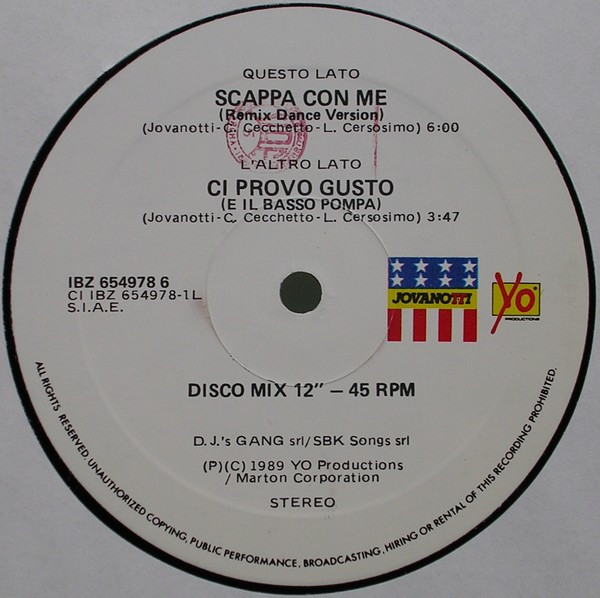 QUESTO LATO
SCAPPA CON ME
(Remix Dance Version)
(Jovanotti-C. Cecchetto-L. Cersosimo) 6:00
L'ALTRO LATO
CI PROVO GUSTO
(E IL BASSO POMPA)
(Jovanotti-C. Cecchetto-L. Cersosimo) 3:47
IBZ 654978 6
CI IBZ 654978-1L
S.I.A.E.
JOVANOTTI
YO
PRODUCTIONS
DISCO MIX 12" – 45 RPM
D.J.'s GANG srl/SBK Songs srl
(P)(C) 1989 YO Productions
/ Marton Corporation
STEREO
ALL RIGHTS RESERVED. UNAUTHORIZED COPYING, PUBLIC PERFORMANCE, BROADCASTING, HIRING OR RENTAL OF THIS RECORDING PROHIBITED.